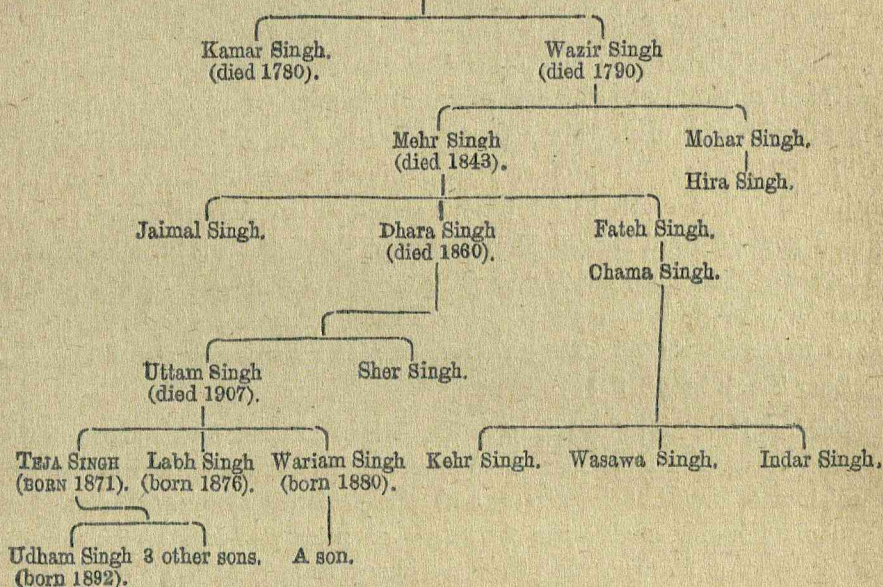 Kamar Singh,
(died 1780).
Wazir Singh
(died 1790)
Mehr Singh
(died 1843).
Mohar Singh,
Hira Singh,
Jaimal Singh,
Dhara Singh
(died 1860).
Fateh Singh,
Chama Singh.
Uttam Singh
(died 1907).
Sher Singh.
TEJA SINGH
(BORN 1871).
Labh Singh
(born 1876).
Wariam Singh
(born 1880).
Kehr Singh,
Wasawa Singh,
Indar Singh,
Udham Singh
(born 1892).
3 other sons.
A son.